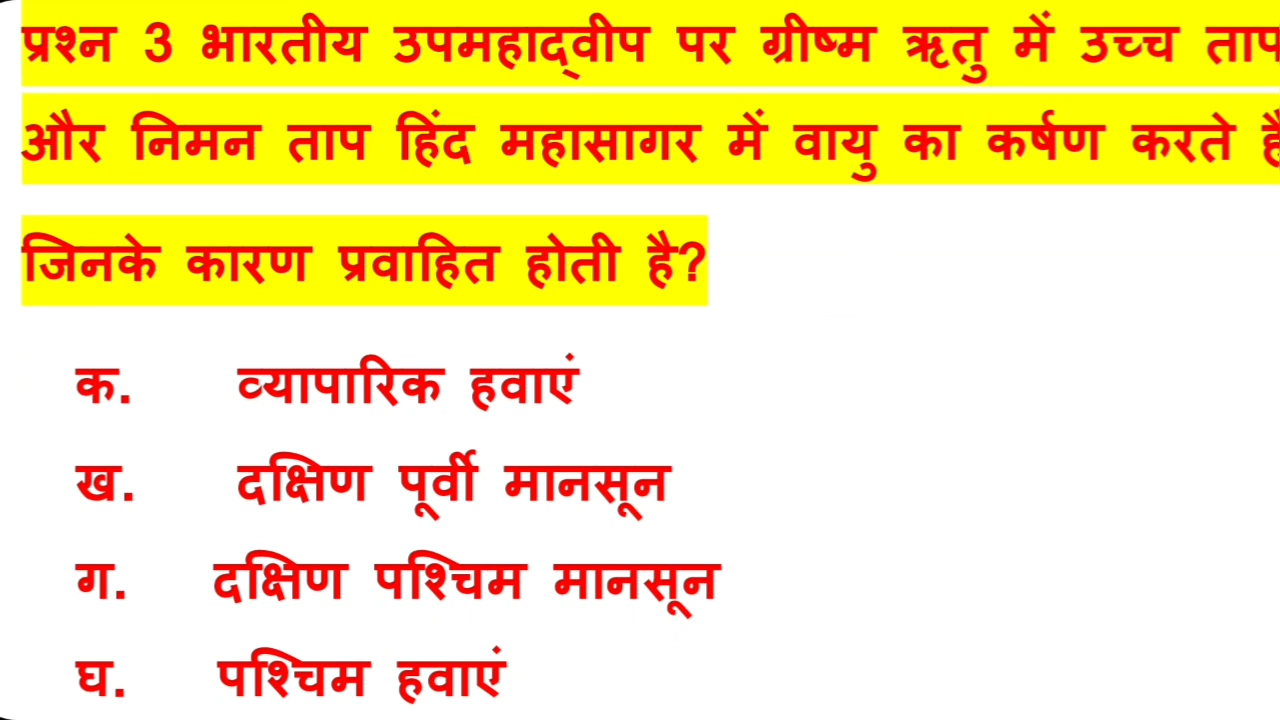 प्रश्न 3 भारतीय उपमहाद्वीप पर ग्रीष्म ऋतु में उच्च ताप
और निमन ताप हिंद महासागर में वायु का कर्षण करते है
जिनके कारण प्रवाहित होती है?
क. व्यापारिक हवाएं
ख. दक्षिण पूर्वी मानसून
ग. दक्षिण पश्चिम मानसून
घ. पश्चिम हवाएं